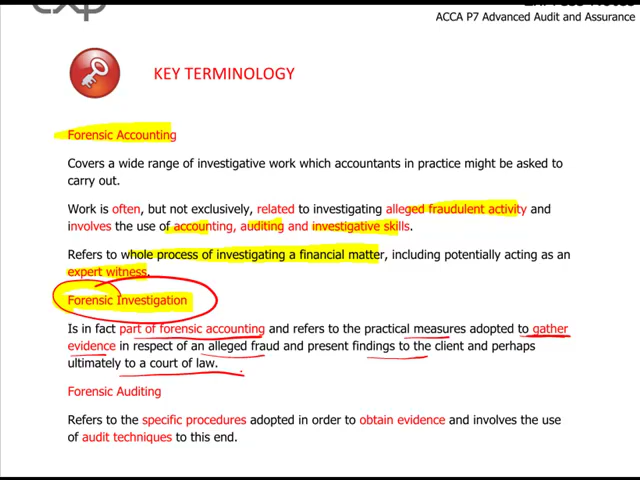 ACCA P7 Advanced Audit and Assurance
KEY TERMINOLOGY
Forensic Accounting
Covers a wide range of investigative work which accountants in practice might be asked to
carry out.
Work is often, but not exclusively, related to investigating alleged fraudulent activity and
involves the use of accounting, auditing and investigative skills.
Refers to whole process of investigating a financial matter, including potentially acting as an
expert witness.
Forensic Investigation
Is in fact part of forensic accounting and refers to the practical measures adopted to gather
evidence in respect of an alleged fraud and present findings to the client and perhaps
ultimately to a court of law.
Forensic Auditing
Refers to the specific procedures adopted in order to obtain evidence and involves the use
of audit techniques to this end.